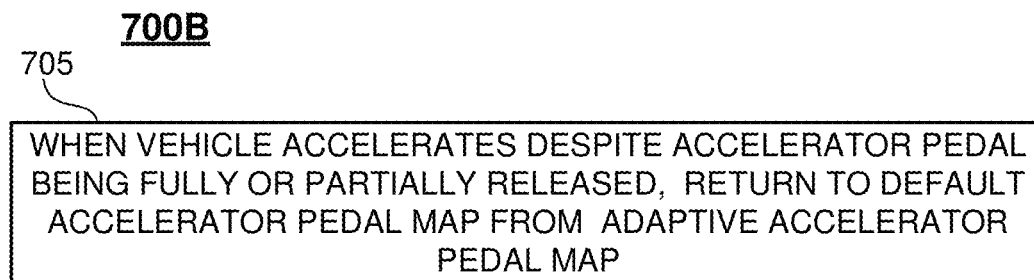 700B
705
WHEN VEHICLE ACCELERATES DESPITE ACCELERATOR PEDAL
BEING FULLY OR PARTIALLY RELEASED, RETURN TO DEFAULT
ACCELERATOR PEDAL MAP FROM ADAPTIVE ACCELERATOR
PEDAL MAP